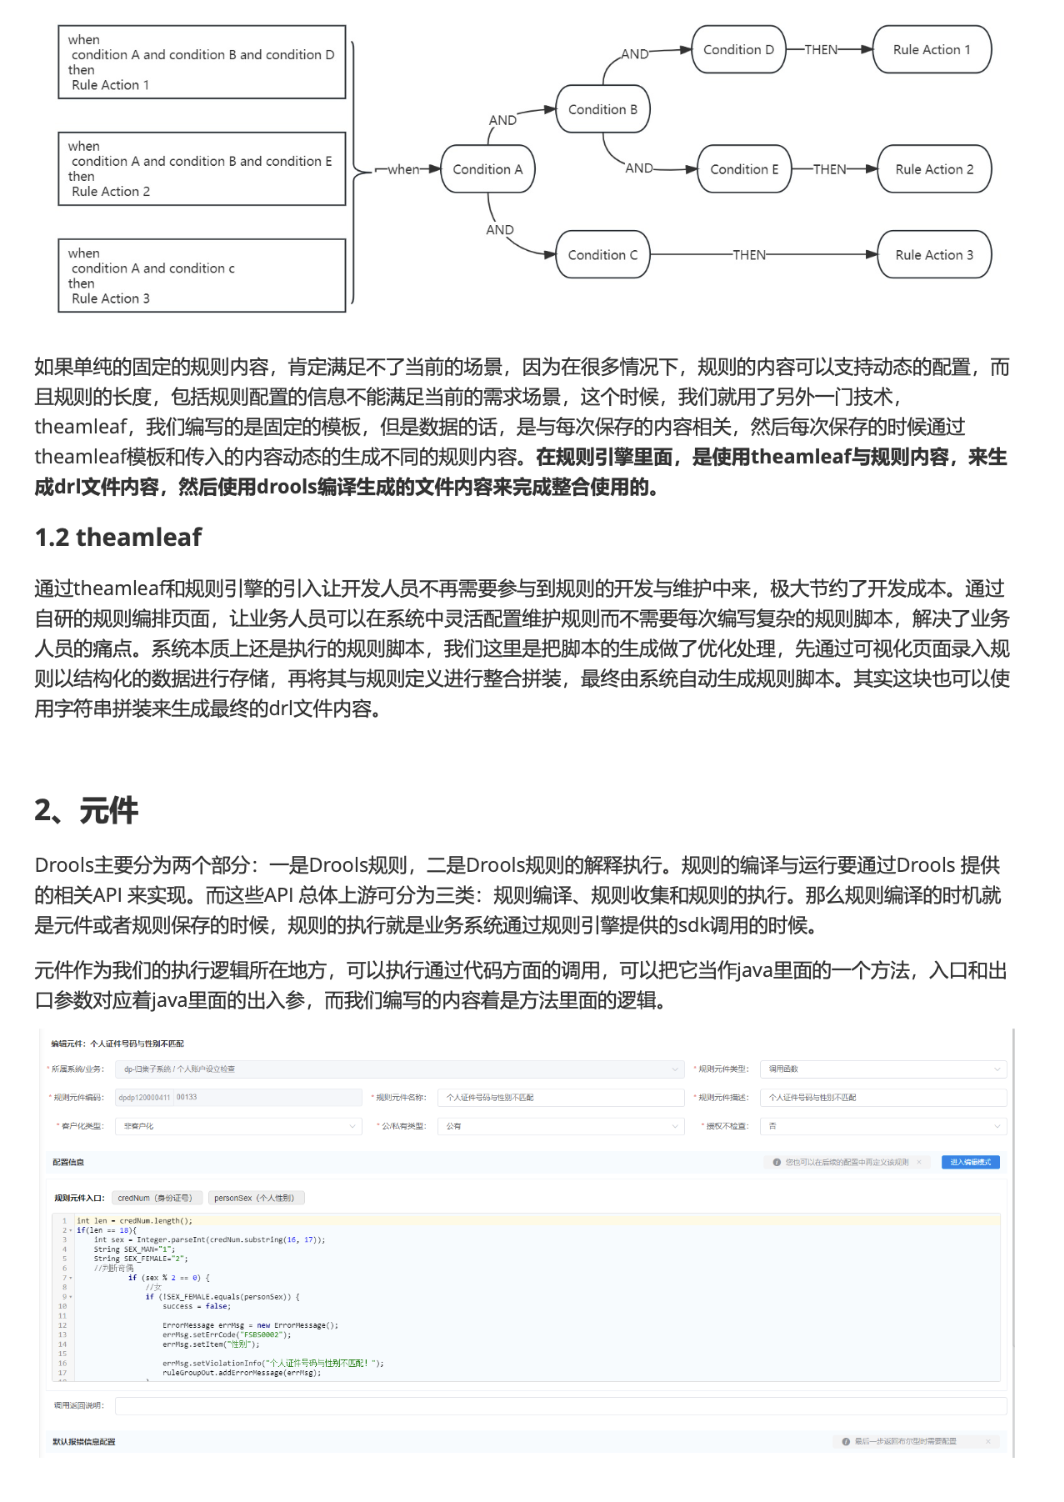 when
condition A and condition B and condition D
then
Rule Action 1
when
condition A and condition B and condition E
then
Rule Action 2
when
condition A and condition c
then
Rule Action 3
when
Condition A
AND
Condition B
AND
Condition D
THEN
Rule Action 1
AND
Condition E
THEN
Rule Action 2
AND
Condition C
THEN
Rule Action 3
如果单纯的固定的规则内容，肯定满足不了当前的场景，因为在很多情况下，规则的内容可以支持动态的配置，而
且规则的长度，包括规则配置的信息不能满足当前的需求场景，这个时候，我们就用了另外一门技术，
theamleaf，我们编写的是固定的模板，但是数据的话，是与每次保存的内容相关，然后每次保存的时候通过
theamleaf模板和传入的内容动态的生成不同的规则内容。在规则引擎里面，是使用theamleaf与规则内容，来生
成drl文件内容，然后使用drools编译生成的文件内容来完成整合使用的。
1.2 theamleaf
通过theamleaf和规则引擎的引入让开发人员不再需要参与到规则的开发与维护中来，极大节约了开发成本。通过
自研的规则编排页面，让业务人员可以在系统中灵活配置维护规则而不需要每次编写复杂的规则脚本，解决了业务
人员的痛点。系统本质上还是执行的规则脚本，我们这里是把脚本的生成做了优化处理，先通过可视化页面录入规
则以结构化的数据进行存储，再将其与规则定义进行整合拼装，最终由系统自动生成规则脚本。其实这块也可以使
用字符串拼装来生成最终的drl文件内容。
2、元件
Drools主要分为两个部分：一是Drools规则，二是Drools规则的解释执行。规则的编译与运行要通过Drools 提供
的相关API 来实现。而这些API 总体上游可分为三类：规则编译、规则收集和规则的执行。那么规则编译的时机就
是元件或者规则保存的时候，规则的执行就是业务系统通过规则引擎提供的sdk调用的时候。
元件作为我们的执行逻辑所在地方，可以执行通过代码方面的调用，可以把它当作java里面的一个方法，入口和出
口参数对应着java里面的出入参，而我们编写的内容着是方法里面的逻辑。
编辑元件：个人证件号码与性别不匹配
* 所属系统/业务： dp-归集子系统 / 个人账户设立检查 * 规则元件类型： 调用函数
* 规则元件编码： dpdp120000411 00133 * 规则元件名称： 个人证件号码与性别不匹配 * 规则元件描述： 个人证件号码与性别不匹配
* 客户化类型： 非客户化 * 公/私有类型： 公有 * 授权不检查： 否
配置信息 您也可以在后续的配置中再定义该规则 × 进入编辑模式
规则元件入口： credNum（身份证号） personSex（个人性别）
1 int len = credNum.length();
2 if(len == 18){
3 int sex = Integer.parseInt(credNum.substring(16, 17));
4 String SEX_MAN="1";
5 String SEX_FEMALE="2";
6 //判断奇偶
7 if (sex % 2 == 0) {
8 //女
9 if (!SEX_FEMALE.equals(personSex)) {
10 success = false;
11
12 ErrorMessage errMsg = new ErrorMessage();
13 errMsg.setErrCode("FSBS0002");
14 errMsg.setItem("性别");
15
16 errMsg.setViolationInfo("个人证件号码与性别不匹配！");
17 ruleGroupOut.addErrorMessage(errMsg);
调用返回说明：
默认报错信息配置 最后一步返回布尔型时需要配置 ×